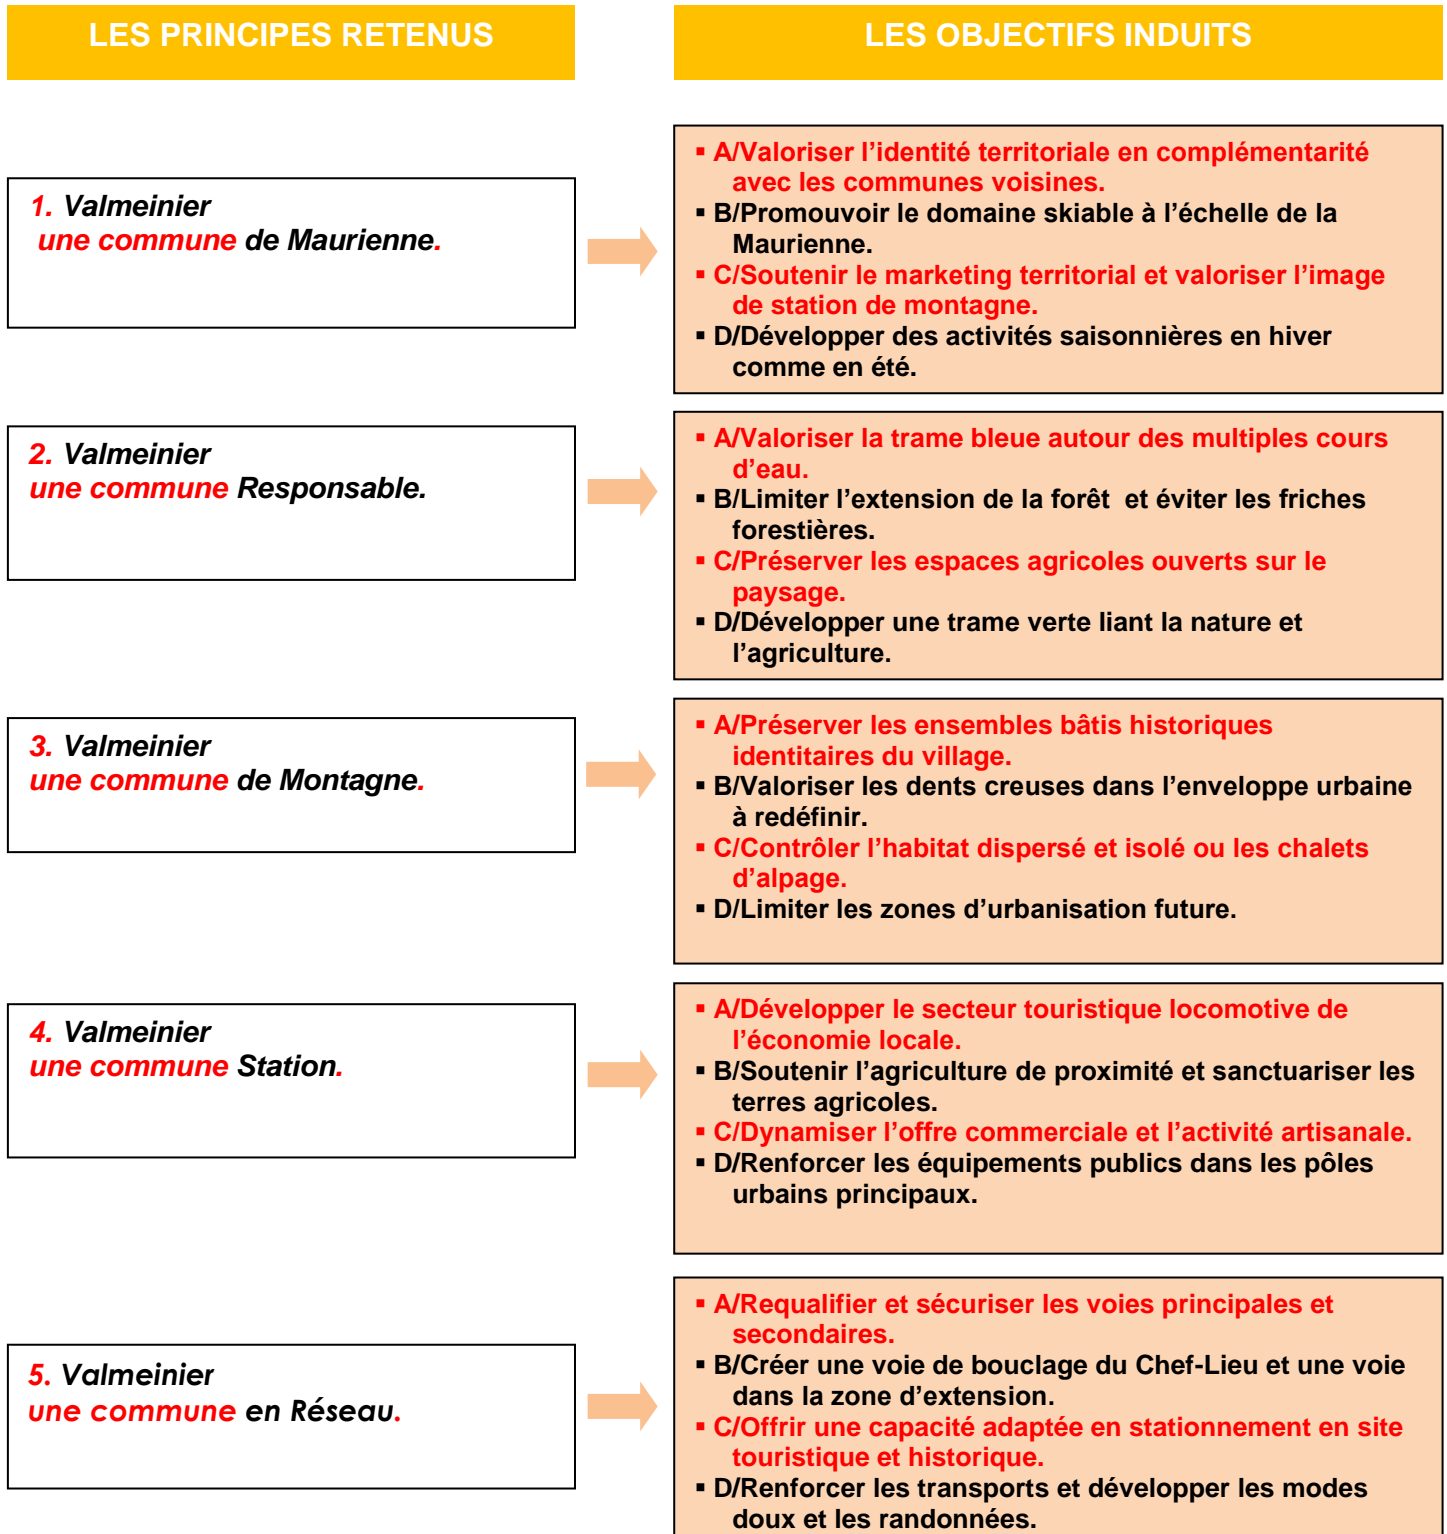 LES PRINCIPES RETENUS
LES OBJECTIFS INDUITS
1. Valmeinier
une commune de Maurienne.
▪ A/Valoriser l’identité territoriale en complémentarité
avec les communes voisines.
▪ B/Promouvoir le domaine skiable à l’échelle de la
Maurienne.
▪ C/Soutenir le marketing territorial et valoriser l’image
de station de montagne.
▪ D/Développer des activités saisonnières en hiver
comme en été.
2. Valmeinier
une commune Responsable.
▪ A/Valoriser la trame bleue autour des multiples cours
d’eau.
▪ B/Limiter l’extension de la forêt et éviter les friches
forestières.
▪ C/Préserver les espaces agricoles ouverts sur le
paysage.
▪ D/Développer une trame verte liant la nature et
l’agriculture.
3. Valmeinier
une commune de Montagne.
▪ A/Préserver les ensembles bâtis historiques
identitaires du village.
▪ B/Valoriser les dents creuses dans l’enveloppe urbaine
à redéfinir.
▪ C/Contrôler l’habitat dispersé et isolé ou les chalets
d’alpage.
▪ D/Limiter les zones d’urbanisation future.
4. Valmeinier
une commune Station.
▪ A/Développer le secteur touristique locomotive de
l’économie locale.
▪ B/Soutenir l’agriculture de proximité et sanctuariser les
terres agricoles.
▪ C/Dynamiser l’offre commerciale et l’activité artisanale.
▪ D/Renforcer les équipements publics dans les pôles
urbains principaux.
5. Valmeinier
une commune en Réseau.
▪ A/Requalifier et sécuriser les voies principales et
secondaires.
▪ B/Créer une voie de bouclage du Chef-Lieu et une voie
dans la zone d’extension.
▪ C/Offrir une capacité adaptée en stationnement en site
touristique et historique.
▪ D/Renforcer les transports et développer les modes
doux et les randonnées.